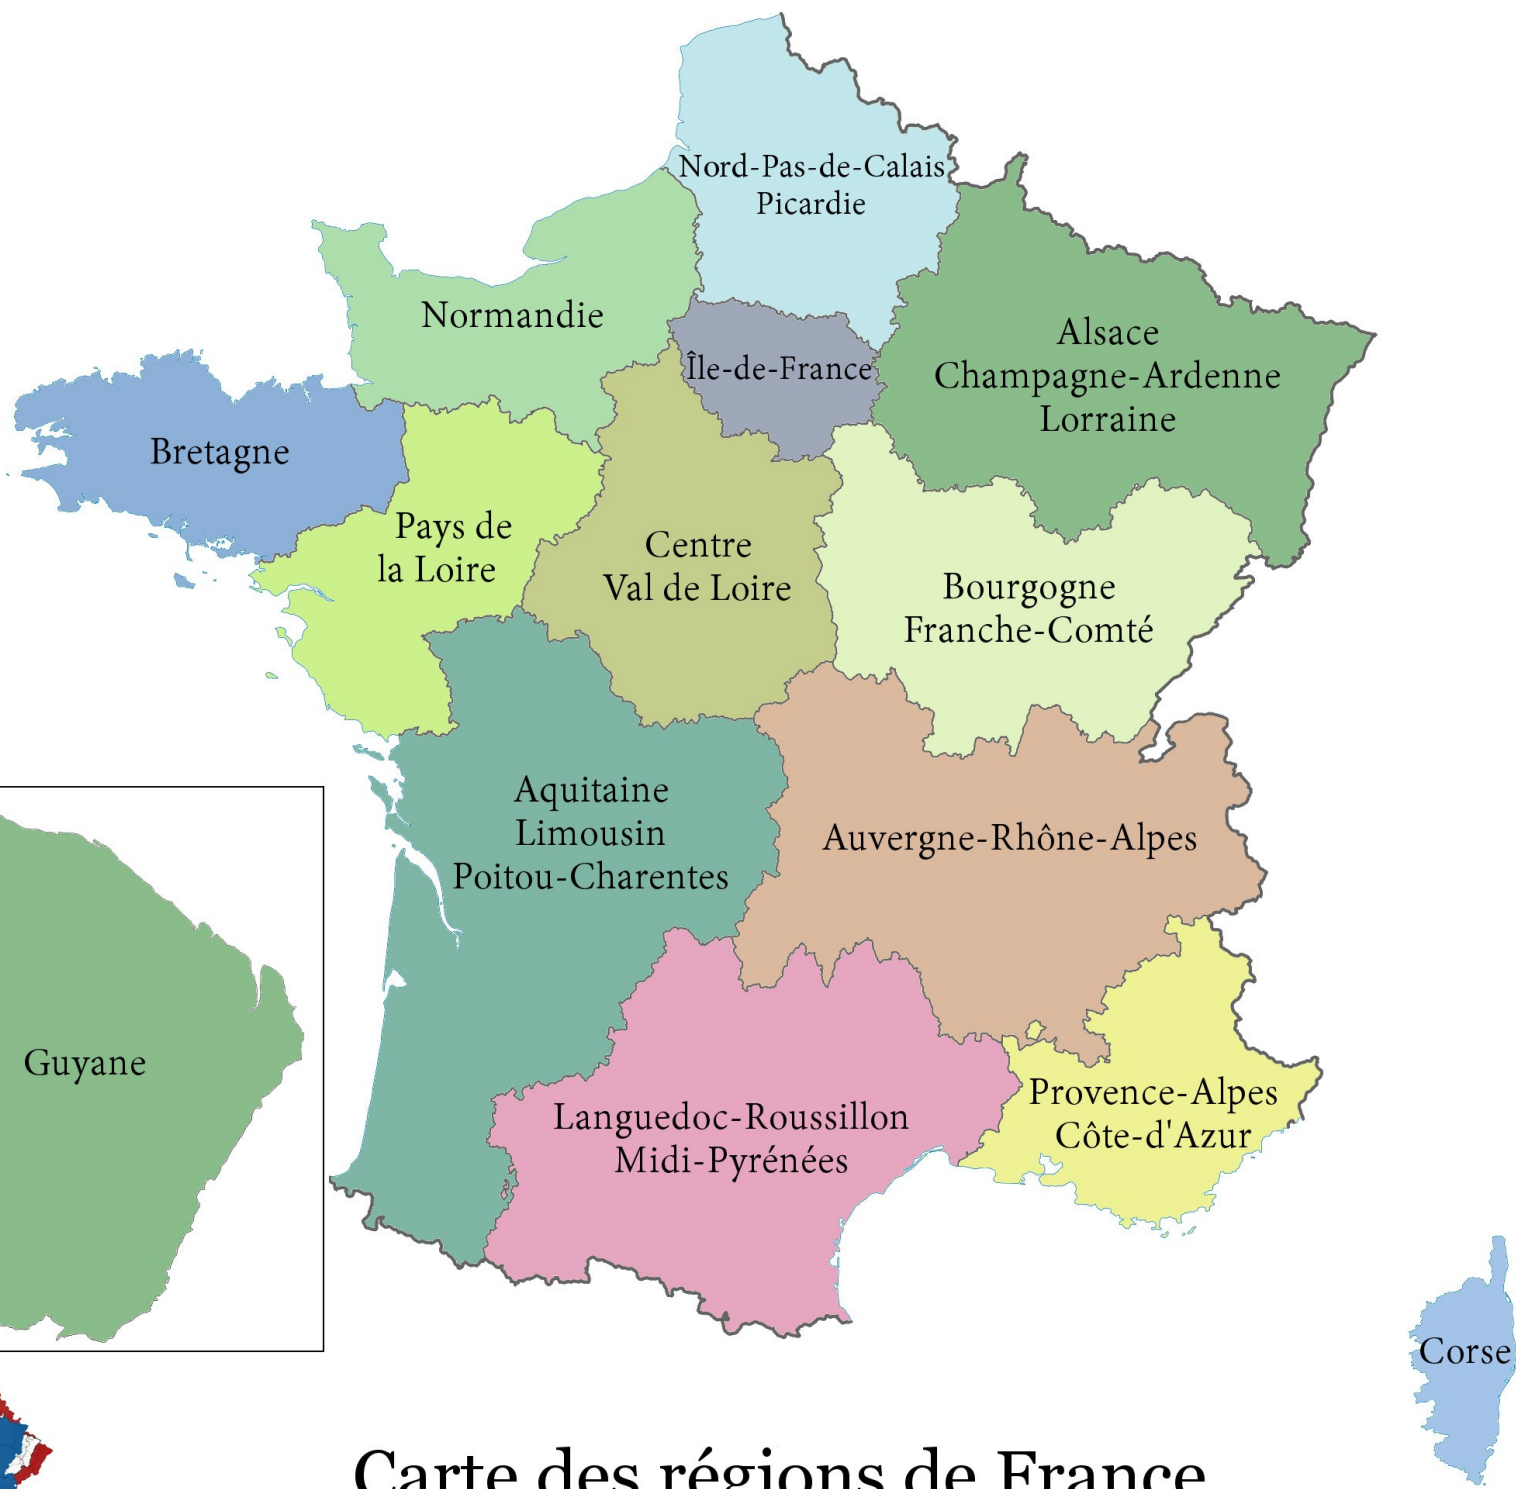 Nord-Pas-de-Calais
Picardie
Normandie
Île-de-France
Alsace
Champagne-Ardenne
Lorraine
Bretagne
Pays de
la Loire
Centre
Val de Loire
Bourgogne
Franche-Comté
Aquitaine
Limousin
Poitou-Charentes
Auvergne-Rhône-Alpes
Guyane
Languedoc-Roussillon
Midi-Pyrénées
Provence-Alpes
Côte-d'Azur
Corse
Carte des régions de France